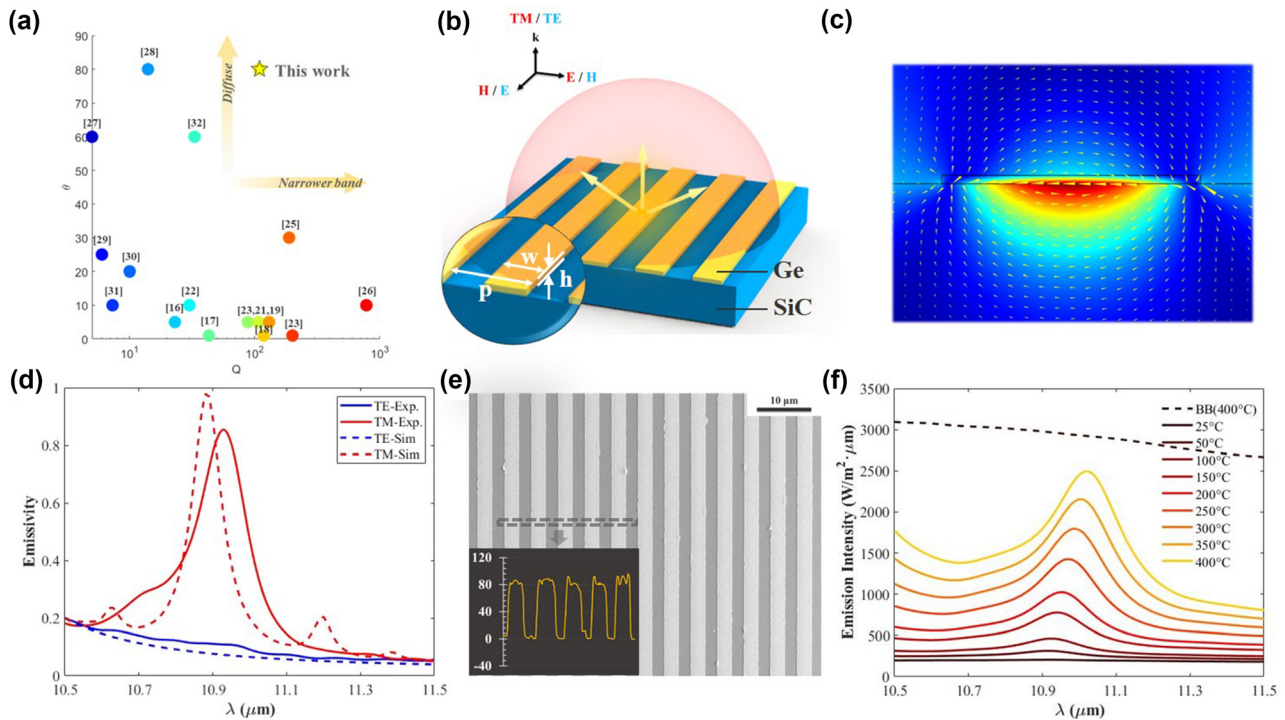 (a)
90
80
70
60
50
40
30
20
10
0
θ
[28]
This work
Diffuse
[27]
[32]
Narrower band
[25]
[29]
[30]
[31]
[22]
[26]
[16]
[17]
[23,21,19]
[18]
[23]
10¹
10²
10³
Q
(b)
TM / TE
k
E / H
H / E
w
h
p
Ge
SiC
(c)
(d)
1
0.8
0.6
0.4
0.2
0
Emissivity
TE-Exp.
TM-Exp.
TE-Sim
TM-Sim
10.5
10.7
10.9
11.1
11.3
11.5
λ (μm)
(e)
10 μm
120
80
40
0
-40
(f)
3500
3000
2500
2000
1500
1000
500
0
Emission Intensity (W/m²·μm)
BB(400°C)
25°C
50°C
100°C
150°C
200°C
250°C
300°C
350°C
400°C
10.5
10.7
10.9
11.1
11.3
11.5
λ (μm)